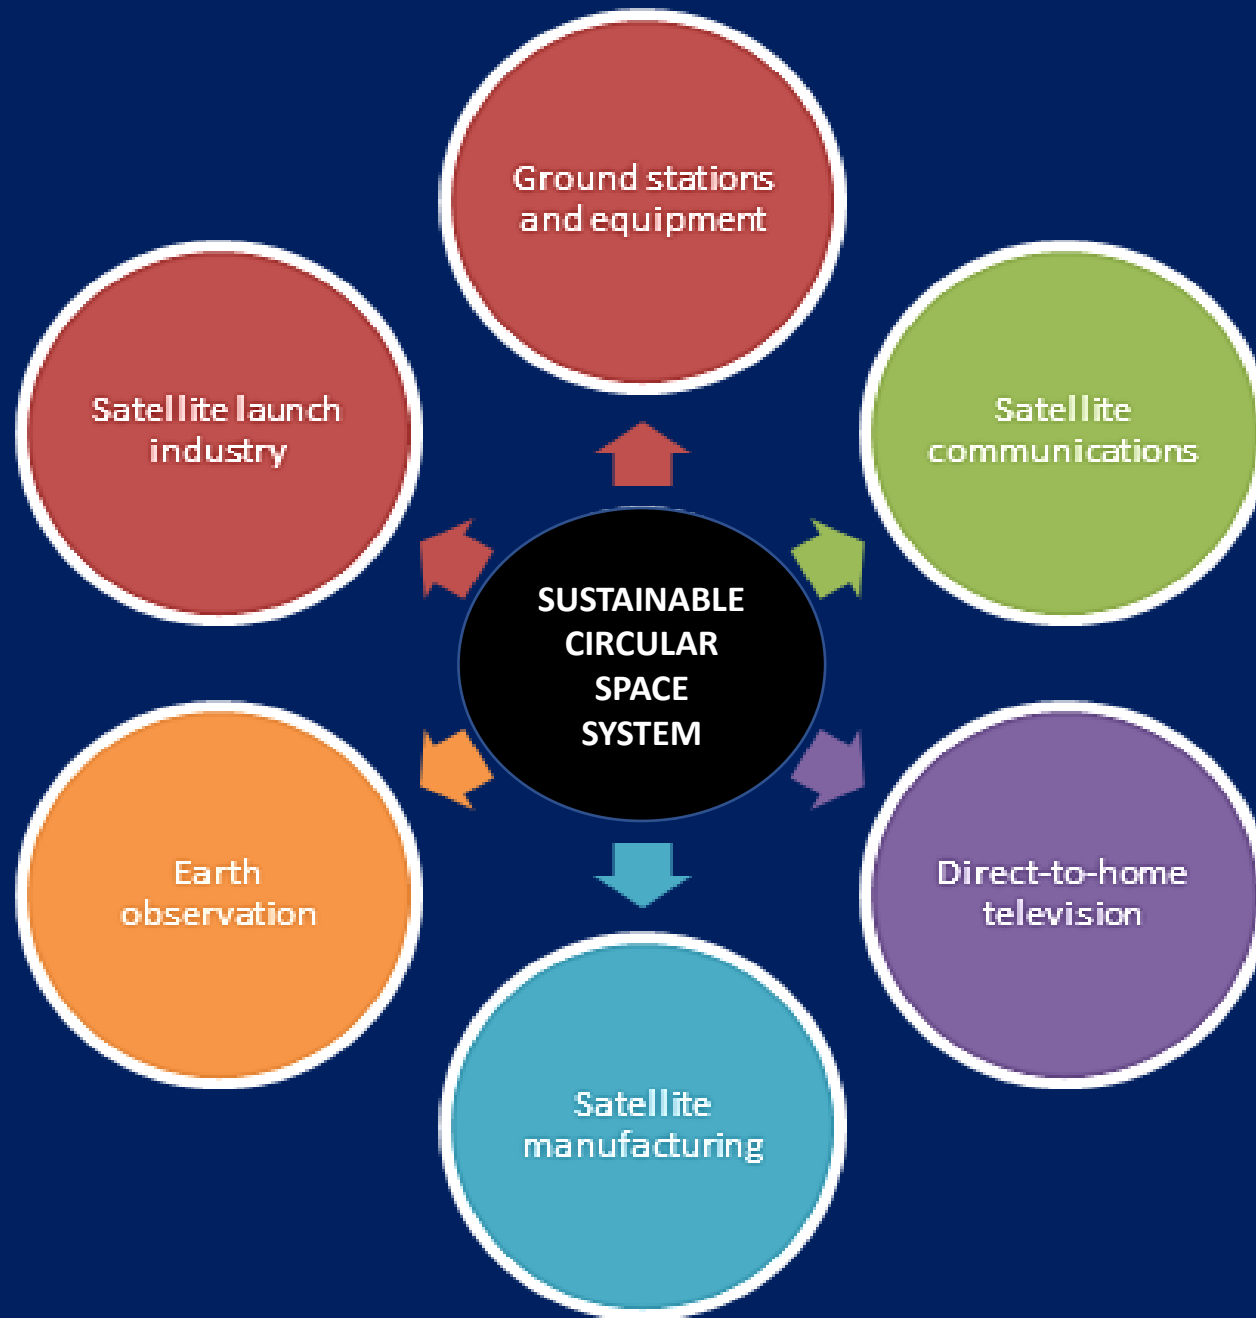 Ground stations
and equipment
Satellite launch
industry
Satellite
communications
SUSTAINABLE
CIRCULAR
SPACE
SYSTEM
Earth
observation
Direct-to-home
television
Satellite
manufacturing